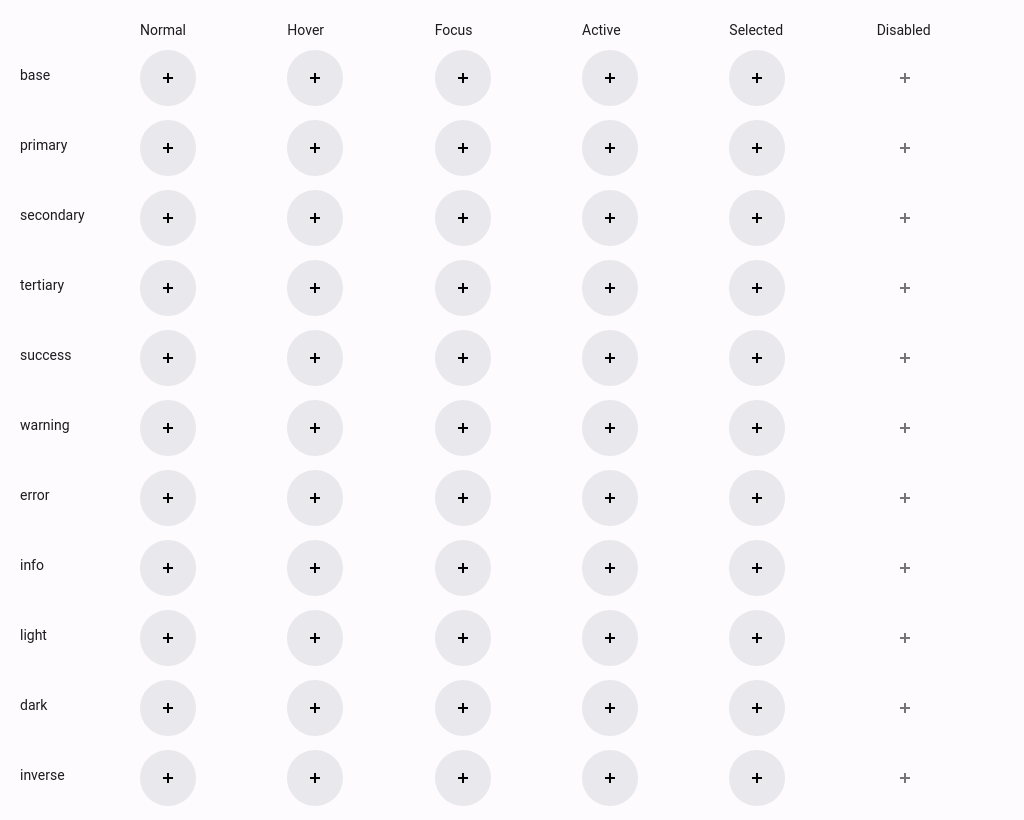 Normal Hover Focus Active Selected Disabled
base
primary
secondary
tertiary
success
warning
error
info
light
dark
inverse